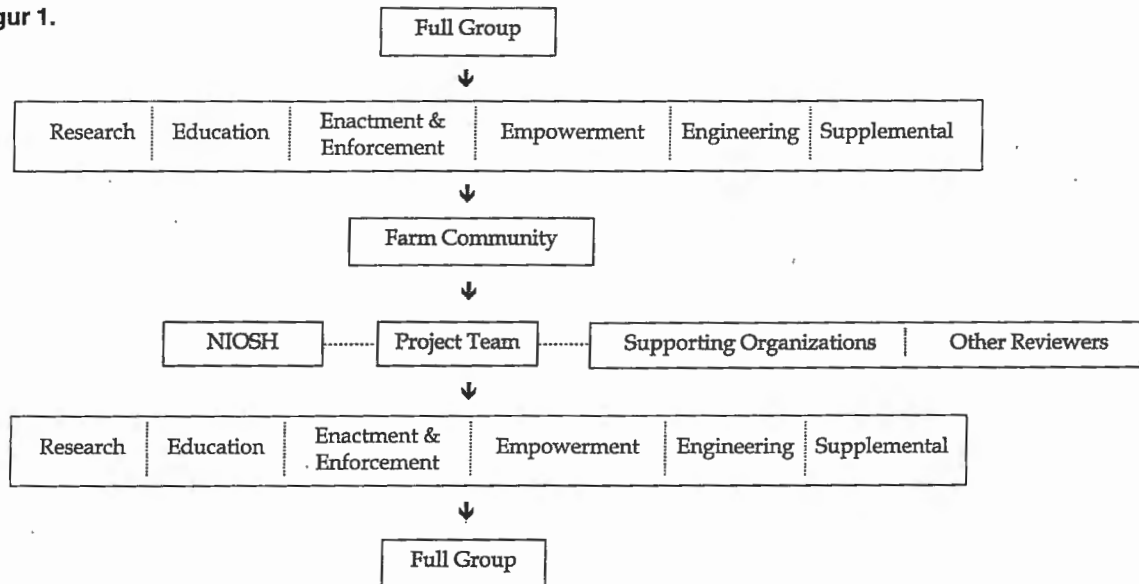 gur 1.
Full Group
Research Education Enactment & Enforcement Empowerment Engineering Supplemental
Farm Community
NIOSH Project Team Supporting Organizations Other Reviewers
Research Education Enactment & Enforcement Empowerment Engineering Supplemental
Full Group